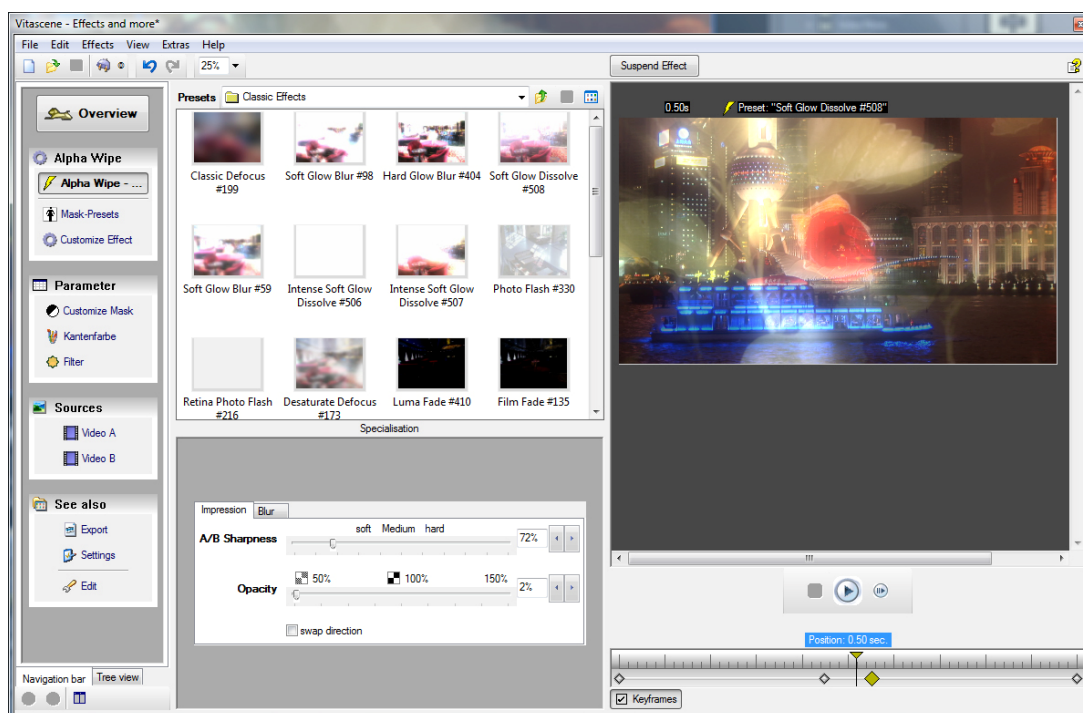 Vitascene - Effects and more*
File Edit Effects View Extras Help
25%
Suspend Effect
Overview
Alpha Wipe
Alpha Wipe - ...
Mask-Presets
Customize Effect
Parameter
Customize Mask
Kantenfarbe
Filter
Sources
Video A
Video B
See also
Export
Settings
Edit
Navigation bar Tree view
Presets Classic Effects
Classic Defocus #199
Soft Glow Blur #98
Hard Glow Blur #404
Soft Glow Dissolve #508
Soft Glow Blur #59
Intense Soft Glow Dissolve #506
Intense Soft Glow Dissolve #507
Photo Flash #330
Retina Photo Flash #216
Desaturate Defocus #173
Luma Fade #410
Film Fade #135
Specialisation
Impression Blur
soft Medium hard
A/B Sharpness 72%
50% 100% 150%
Opacity 2%
swap direction
0.50s Preset: "Soft Glow Dissolve #508"
Position: 0.50 sec.
Keyframes